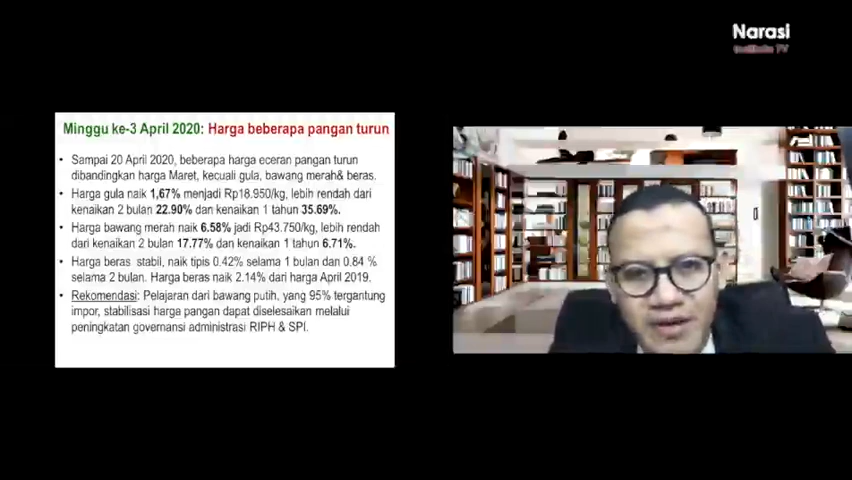 Narasi
Institute TV
Minggu ke-3 April 2020: Harga beberapa pangan turun
• Sampai 20 April 2020, beberapa harga eceran pangan turun
dibandingkan harga Maret, kecuali gula, bawang merah& beras.
• Harga gula naik 1,67% menjadi Rp18.950/kg, lebih rendah dari
kenaikan 2 bulan 22.90% dan kenaikan 1 tahun 35.69%.
• Harga bawang merah naik 6.58% jadi Rp43.750/kg, lebih rendah
dari kenaikan 2 bulan 17.77% dan kenaikan 1 tahun 6.71%.
• Harga beras stabil, naik tipis 0.42% selama 1 bulan dan 0.84 %
selama 2 bulan. Harga beras naik 2.14% dari harga April 2019.
• Rekomendasi: Pelajaran dari bawang putih, yang 95% tergantung
impor, stabilisasi harga pangan dapat diselesaikan melalui
peningkatan governansi administrasi RIPH & SPI.